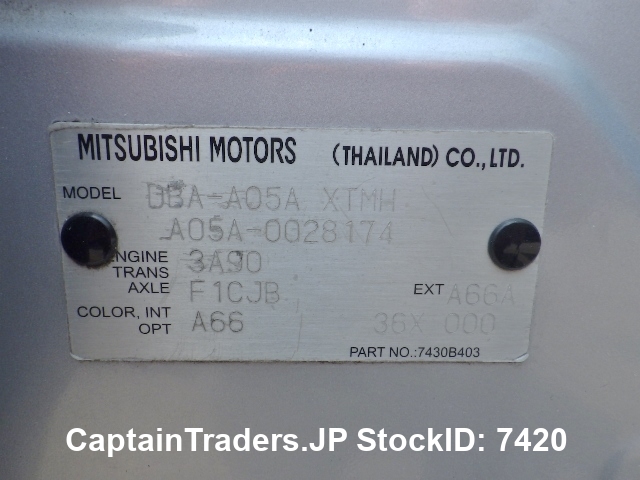 MITSUBISHI MOTORS (THAILAND) CO., LTD.
MODEL DBA-A05A XTMH
A05A-0028174
ENGINE 3A90
TRANS
AXLE F1CJB EXT A66A
COLOR, INT
OPT A66 36X 000
PART NO.:7430B403
CaptainTraders.JP StockID: 7420